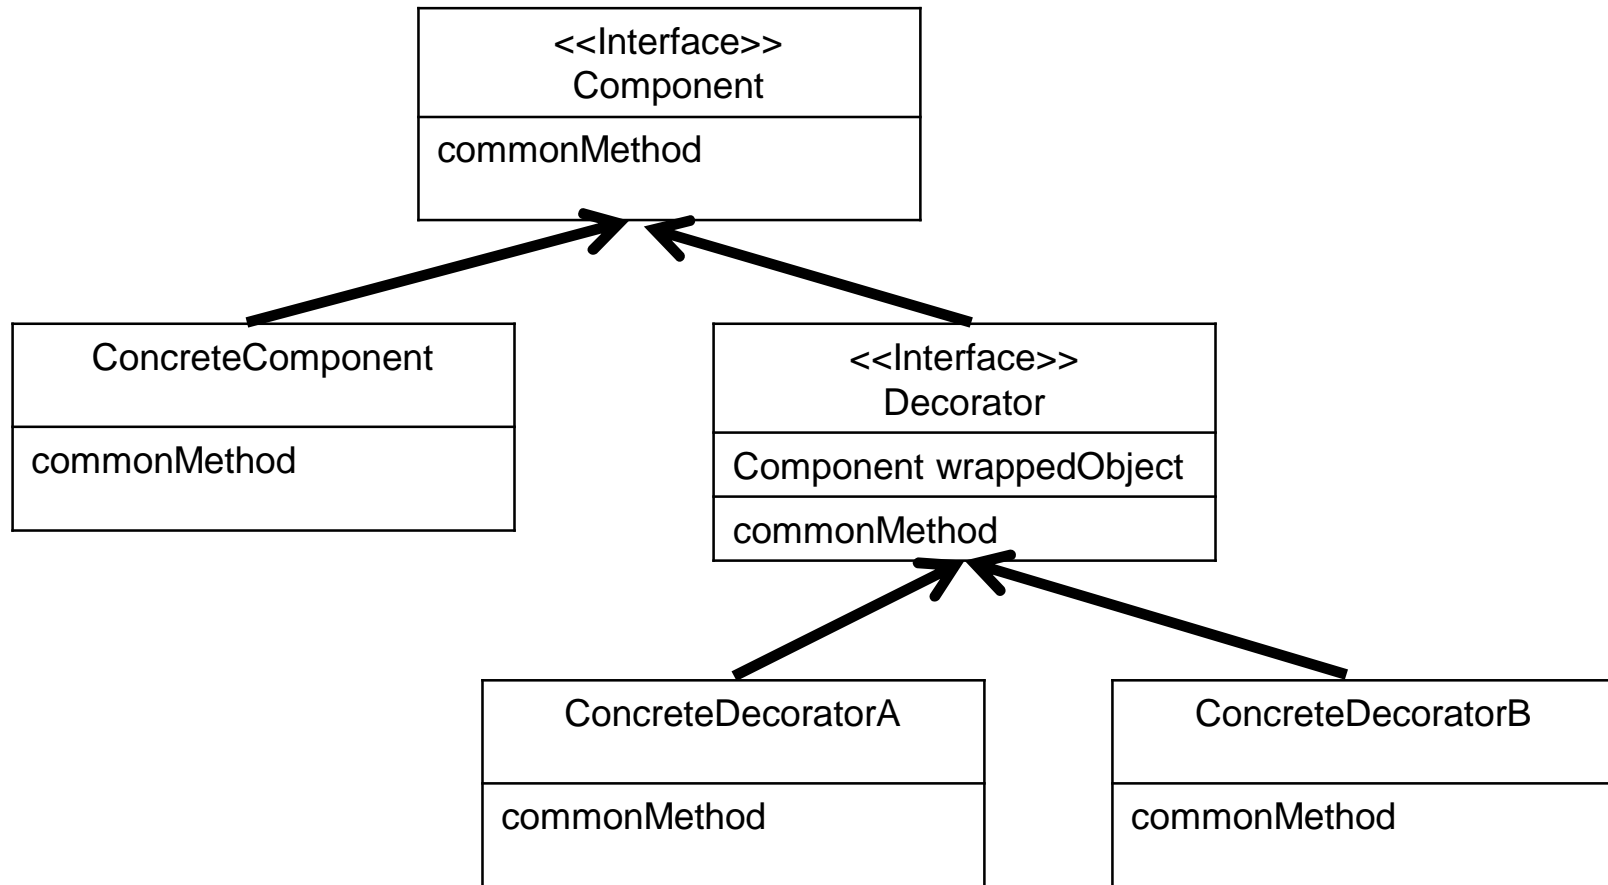 <<Interface>>
Component
commonMethod
ConcreteComponent
commonMethod
<<Interface>>
Decorator
Component wrappedObject
commonMethod
ConcreteDecoratorA
commonMethod
ConcreteDecoratorB
commonMethod